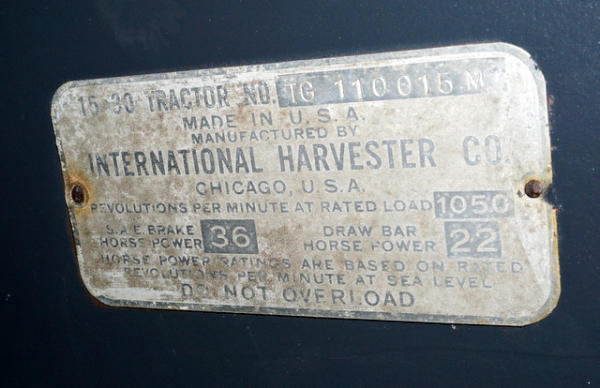 15-30 TRACTOR NO. TG 110015 M
MADE IN U.S.A.
MANUFACTURED BY
INTERNATIONAL HARVESTER CO.
CHICAGO, U.S.A.
REVOLUTIONS PER MINUTE AT RATED LOAD 1050
S.A.E. BRAKE HORSE POWER 36 DRAW BAR HORSE POWER 22
HORSE POWER RATINGS ARE BASED ON RATED
REVOLUTIONS PER MINUTE AT SEA LEVEL.
DO NOT OVERLOAD